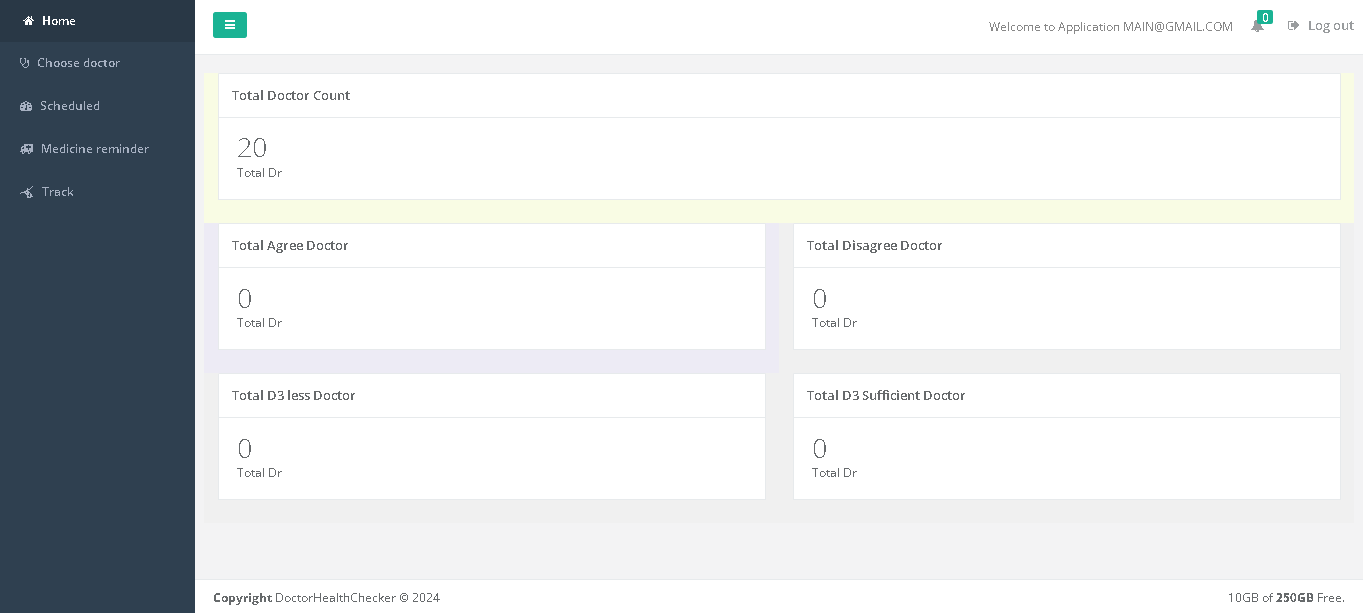 Home
Choose doctor
Scheduled
Medicine reminder
Track
Welcome to Application MAIN@GMAIL.COM
0
Log out
Total Doctor Count
20
Total Dr
Total Agree Doctor
0
Total Dr
Total Disagree Doctor
0
Total Dr
Total D3 less Doctor
0
Total Dr
Total D3 Sufficient Doctor
0
Total Dr
Copyright DoctorHealthChecker © 2024
10GB of 250GB Free.